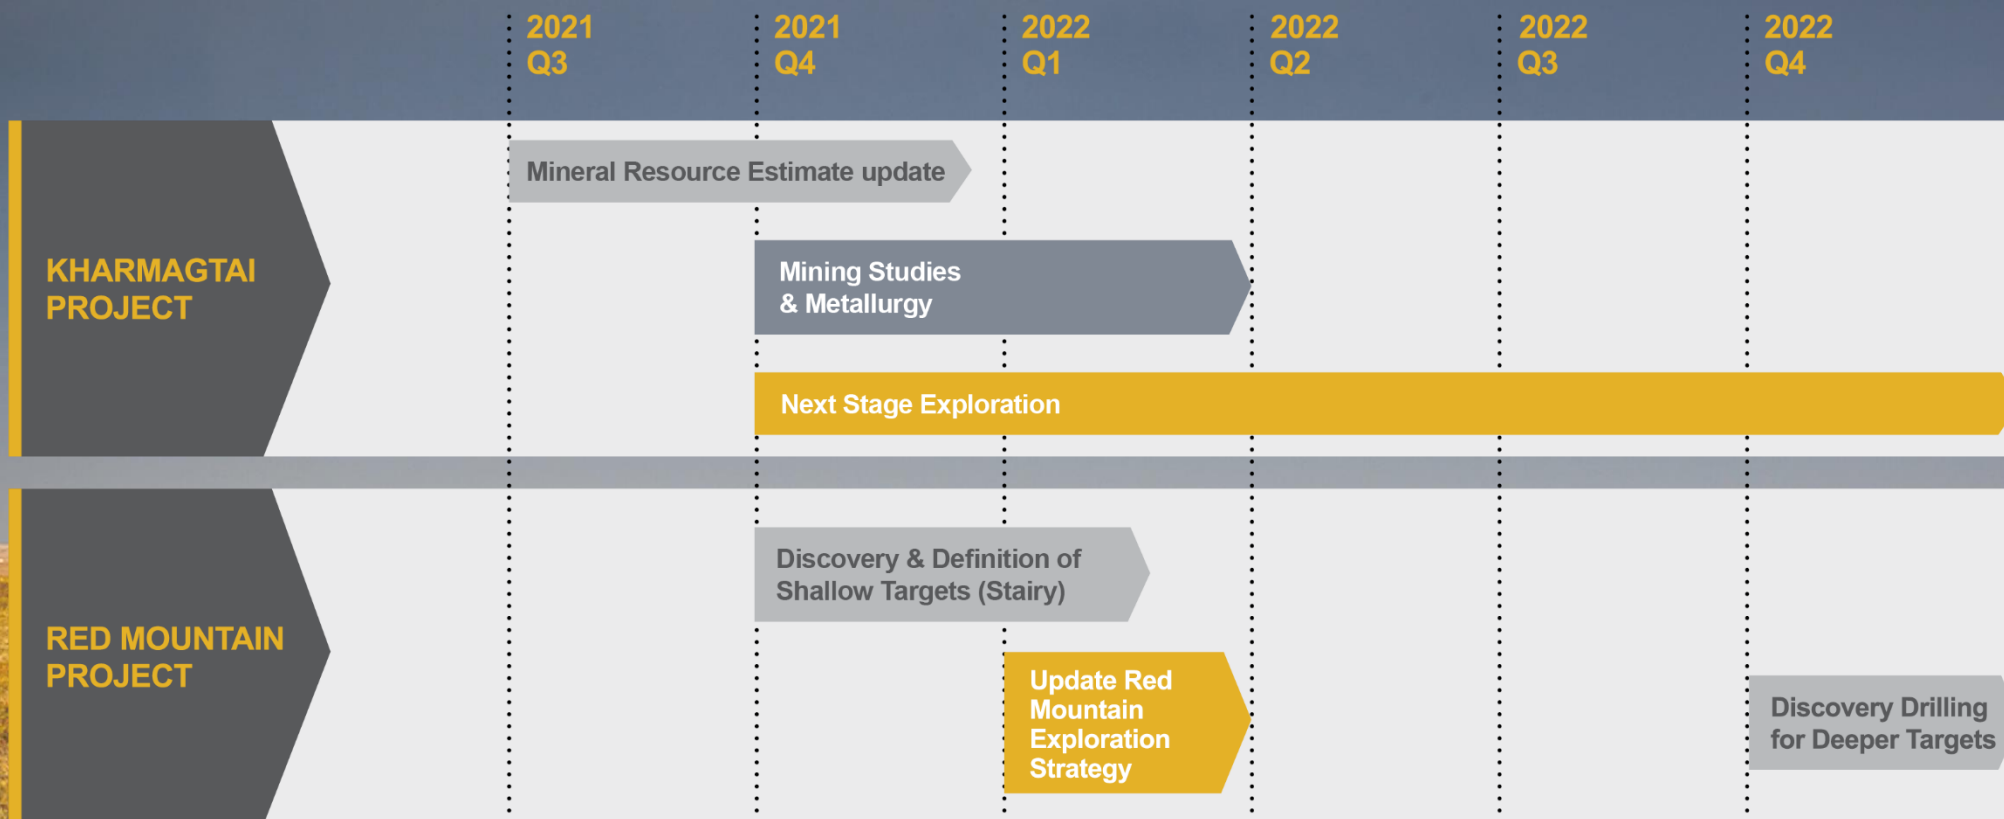 2021
Q3
2021
Q4
2022
Q1
2022
Q2
2022
Q3
2022
Q4
KHARMAGTAI
PROJECT
Mineral Resource Estimate update
Mining Studies
& Metallurgy
Next Stage Exploration
RED MOUNTAIN
PROJECT
Discovery & Definition of
Shallow Targets (Stairy)
Update Red
Mountain
Exploration
Strategy
Discovery Drilling
for Deeper Targets